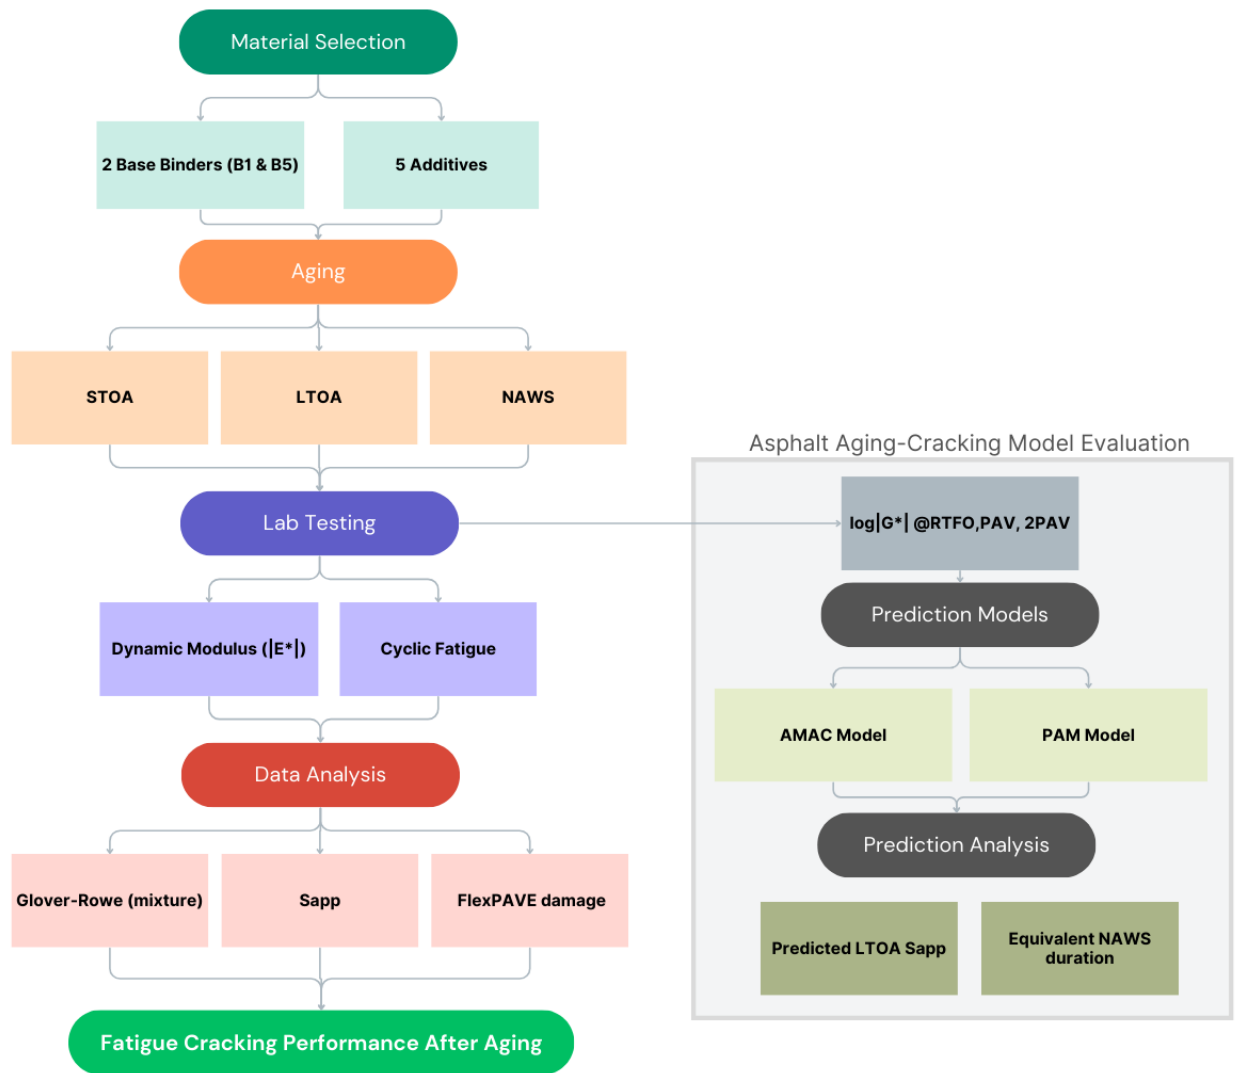 Material Selection
2 Base Binders (B1 & B5)
5 Additives
Aging
STOA
LTOA
NAWS
Lab Testing
Dynamic Modulus (|E*|)
Cyclic Fatigue
Data Analysis
Glover-Rowe (mixture)
Sapp
FlexPAVE damage
Fatigue Cracking Performance After Aging
Asphalt Aging-Cracking Model Evaluation
log|G*| @RTFO,PAV, 2PAV
Prediction Models
AMAC Model
PAM Model
Prediction Analysis
Predicted LTOA Sapp
Equivalent NAWS
duration